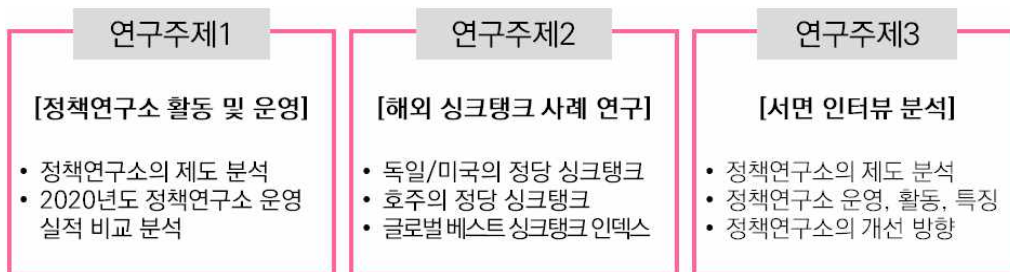 연구주제1
[정책연구소 활동 및 운영]
• 정책연구소의 제도 분석
• 2020년도 정책연구소 운영
실적 비교 분석
연구주제2
[해외 싱크탱크 사례 연구]
• 독일/미국의 정당 싱크탱크
• 호주의 정당 싱크탱크
• 글로벌 베스트 싱크탱크 인덱스
연구주제3
[서면 인터뷰 분석]
• 정책연구소의 제도 분석
• 정책연구소 운영, 활동, 특징
• 정책연구소의 개선 방향